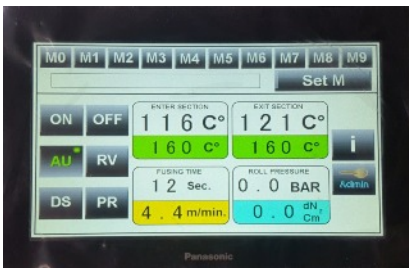 M0 M1 M2 M3 M4 M5 M6 M7 M8 M9
Set M
ENTER SECTION EXIT SECTION
ON OFF 116 C° 121 C°
160 C° 160 C°
i
AU RV
FUSING TIME ROLL PRESSURE
12 Sec. 0.0 BAR
Admin
DS PR
4.4 m/min. 0.0 dN/Cm²
Panasonic